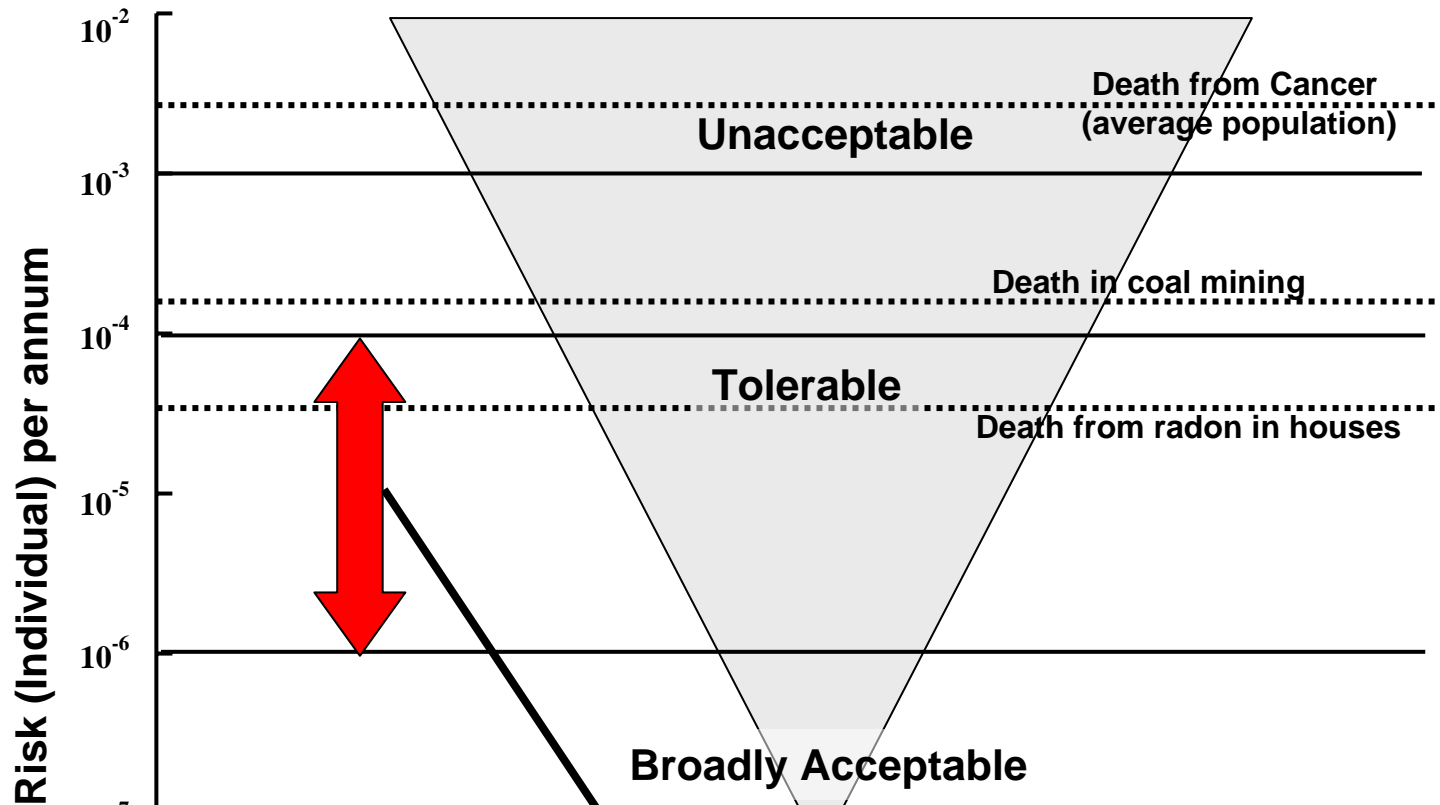 10-2
Death from Cancer
(average population)
Unacceptable
10-3
Death in coal mining
10-4
Tolerable
Death from radon in houses
10-5
10-6
Broadly Acceptable
Risk (Individual) per annum